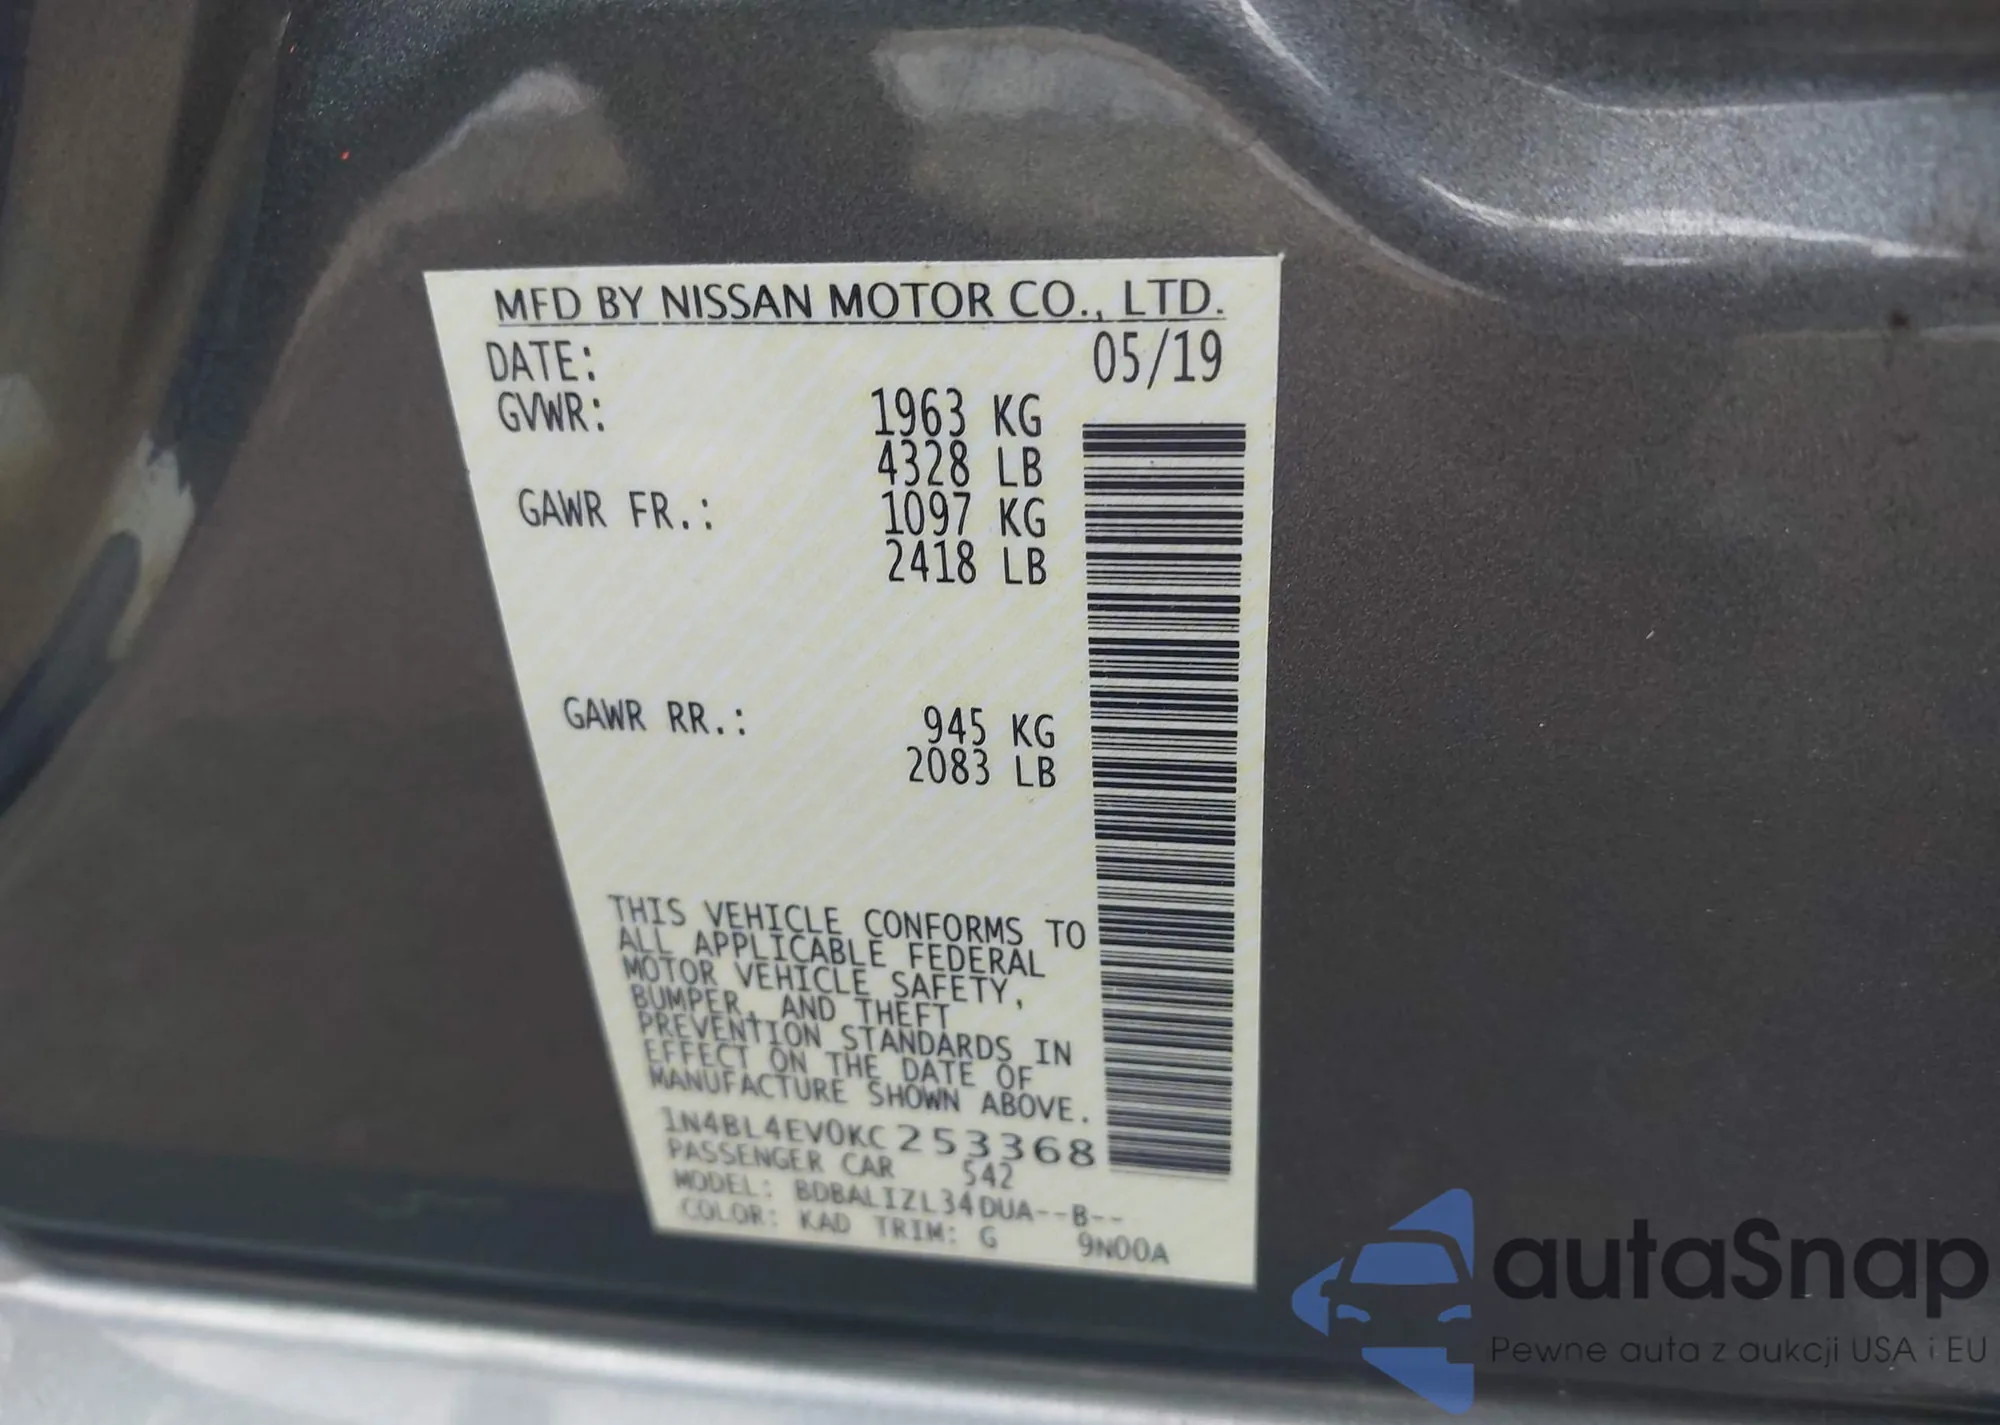 MFD BY NISSAN MOTOR CO., LTD.
DATE: 05/19
GVWR: 1963 KG
4328 LB
GAWR FR.: 1097 KG
2418 LB
GAWR RR.: 945 KG
2083 LB
THIS VEHICLE CONFORMS TO
ALL APPLICABLE FEDERAL
MOTOR VEHICLE SAFETY,
BUMPER, AND THEFT
PREVENTION STANDARDS IN
EFFECT ON THE DATE OF
MANUFACTURE SHOWN ABOVE.
1N4BL4EV0KC253368
PASSENGER CAR 542
MODEL: BDBALIZL34DUA--B--
COLOR: KAD TRIM: G 9N00A
autoSnap
Pewne auta z aukcji USA i EU